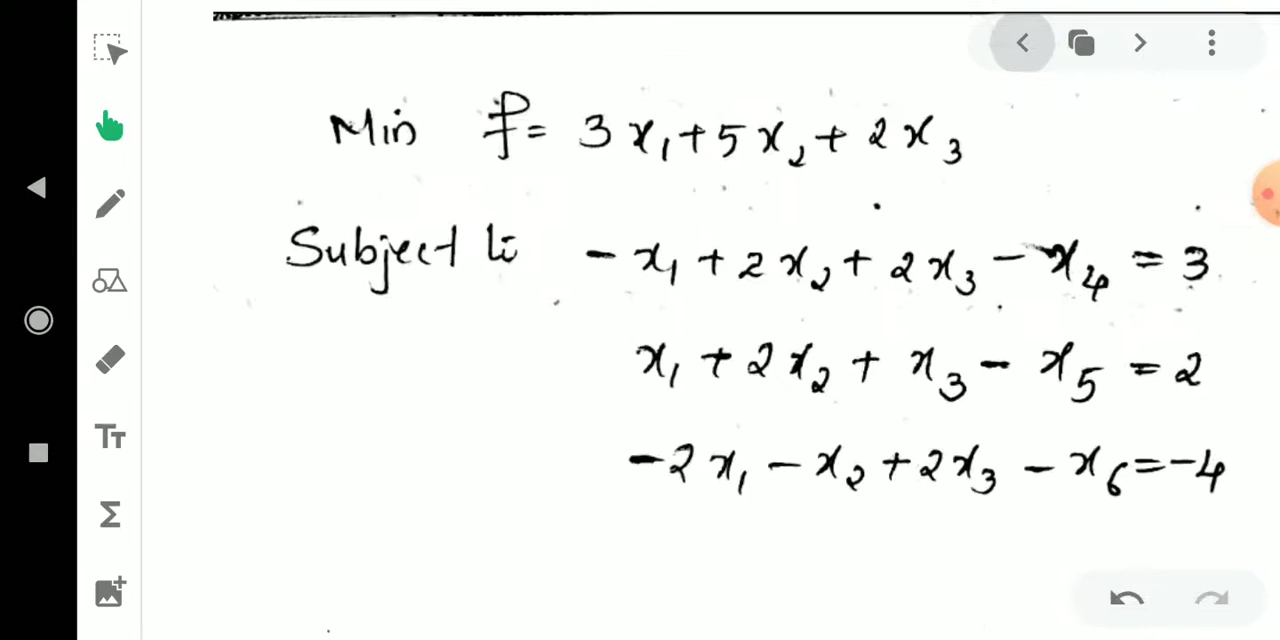 Min f = 3x₁ + 5x₂ + 2x₃
Subject to -x₁ + 2x₂ + 2x₃ - x₄ = 3
x₁ + 2x₂ + x₃ - x₅ = 2
-2x₁ - x₂ + 2x₃ - x₆ = -4